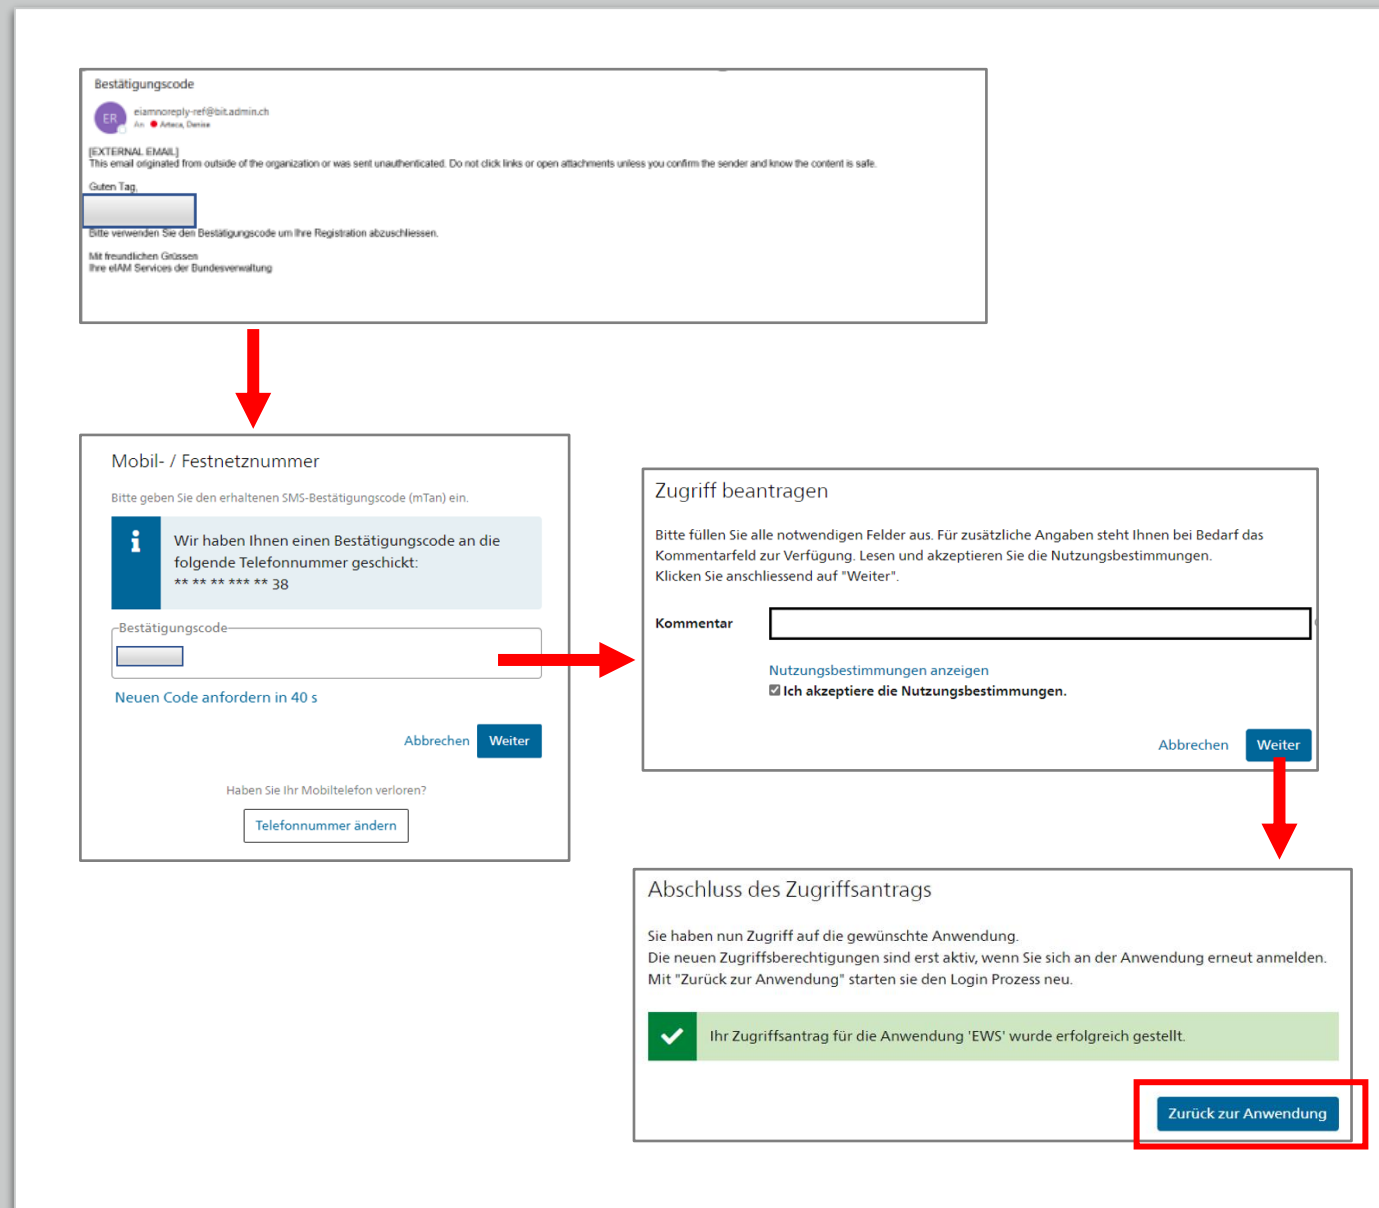 Bestätigungscode
ER
eiamnoreply-ref@bit.admin.ch
An Arteca, Denise
[EXTERNAL EMAIL]
This email originated from outside of the organization or was sent unauthenticated. Do not click links or open attachments unless you confirm the sender and know the content is safe.
Guten Tag,
Bitte verwenden Sie den Bestätigungscode um Ihre Registration abzuschliessen.
Mit freundlichen Grüssen
Ihre eIAM Services der Bundesverwaltung
Mobil- / Festnetznummer
Bitte geben Sie den erhaltenen SMS-Bestätigungscode (mTan) ein.
i
Wir haben Ihnen einen Bestätigungscode an die
folgende Telefonnummer geschickt:
** ** ** *** ** 38
Bestätigungscode
Neuen Code anfordern in 40 s
Abbrechen Weiter
Haben Sie Ihr Mobiltelefon verloren?
Telefonnummer ändern
Zugriff beantragen
Bitte füllen Sie alle notwendigen Felder aus. Für zusätzliche Angaben steht Ihnen bei Bedarf das
Kommentarfeld zur Verfügung. Lesen und akzeptieren Sie die Nutzungsbestimmungen.
Klicken Sie anschliessend auf "Weiter".
Kommentar
Nutzungsbestimmungen anzeigen
Ich akzeptiere die Nutzungsbestimmungen.
Abbrechen Weiter
Abschluss des Zugriffsantrags
Sie haben nun Zugriff auf die gewünschte Anwendung.
Die neuen Zugriffsberechtigungen sind erst aktiv, wenn Sie sich an der Anwendung erneut anmelden.
Mit "Zurück zur Anwendung" starten sie den Login Prozess neu.
Ihr Zugriffsantrag für die Anwendung 'EWS' wurde erfolgreich gestellt.
Zurück zur Anwendung